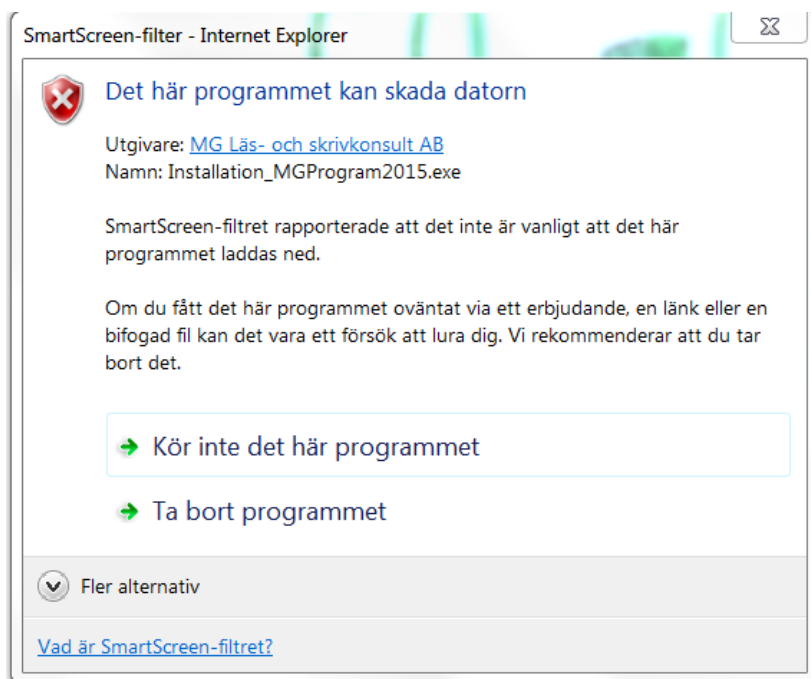 SmartScreen-filter - Internet Explorer
Det här programmet kan skada datorn
Utgivare: MG Läs- och skrivkonsult AB
Namn: Installation_MGProgram2015.exe
SmartScreen-filtret rapporterade att det inte är vanligt att det här
programmet laddas ned.
Om du fått det här programmet oväntat via ett erbjudande, en länk eller en
bifogad fil kan det vara ett försök att lura dig. Vi rekommenderar att du tar
bort det.
Kör inte det här programmet
Ta bort programmet
Fler alternativ
Vad är SmartScreen-filtret?